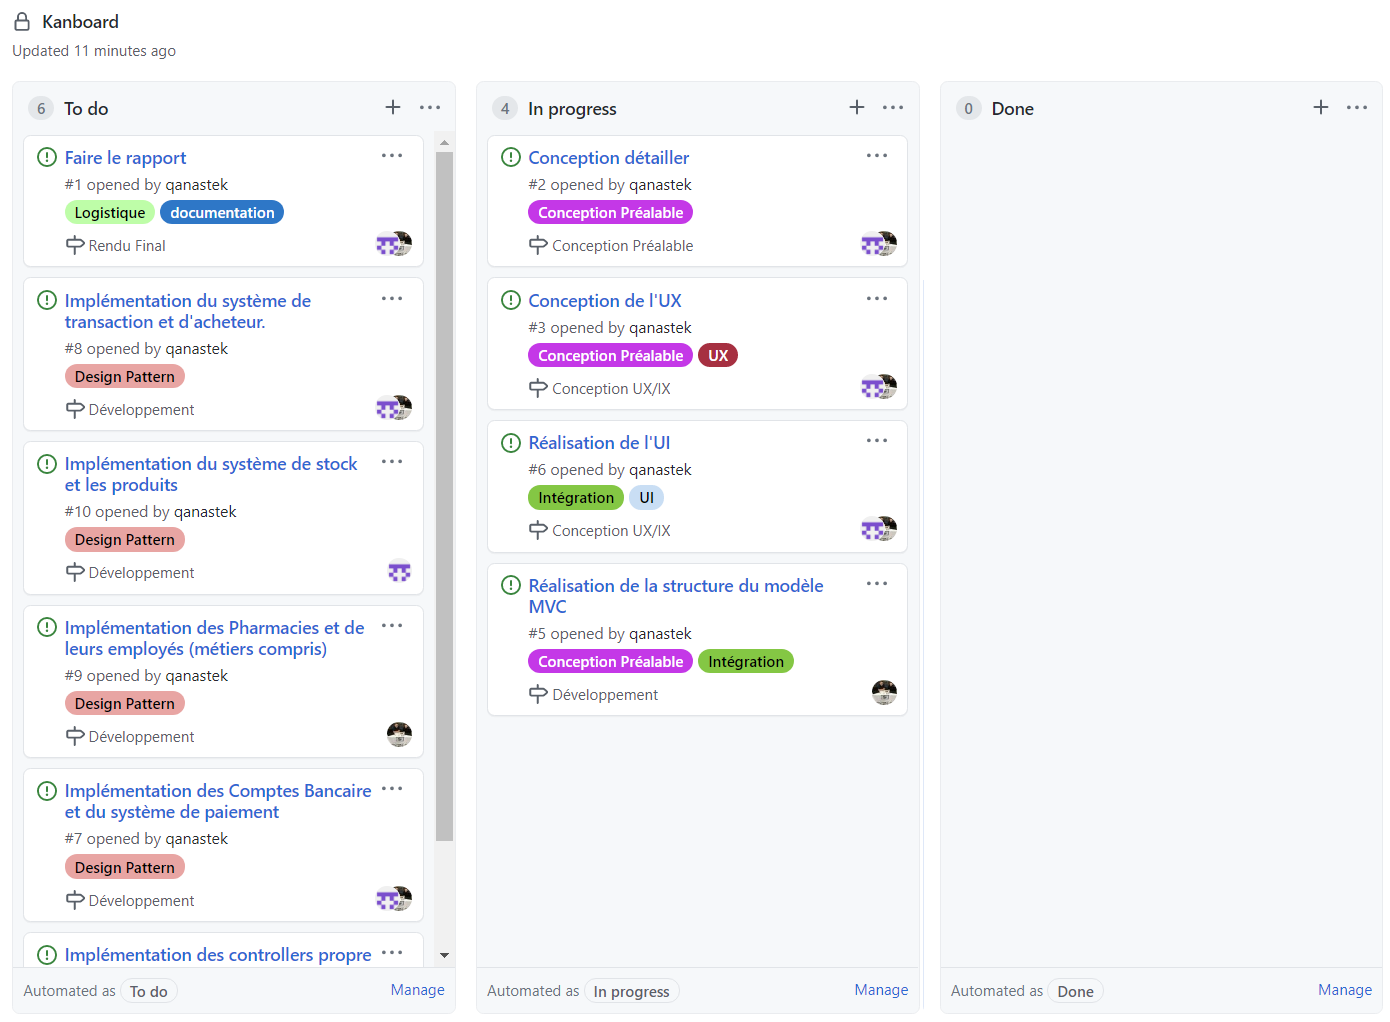 Kanboard
Updated 11 minutes ago
6 To do
Faire le rapport
#1 opened by qanastek
Logistique documentation
Rendu Final
Implémentation du système de
transaction et d'acheteur.
#8 opened by qanastek
Design Pattern
Développement
Implémentation du système de stock
et les produits
#10 opened by qanastek
Design Pattern
Développement
Implémentation des Pharmacies et de
leurs employés (métiers compris)
#9 opened by qanastek
Design Pattern
Développement
Implémentation des Comptes Bancaire
et du système de paiement
#7 opened by qanastek
Design Pattern
Développement
Implémentation des controllers propre
Automated as To do Manage
4 In progress
Conception détailler
#2 opened by qanastek
Conception Préalable
Conception Préalable
Conception de l'UX
#3 opened by qanastek
Conception Préalable UX
Conception UX/IX
Réalisation de l'UI
#6 opened by qanastek
Intégration UI
Conception UX/IX
Réalisation de la structure du modèle
MVC
#5 opened by qanastek
Conception Préalable Intégration
Développement
Automated as In progress Manage
0 Done
Automated as Done Manage